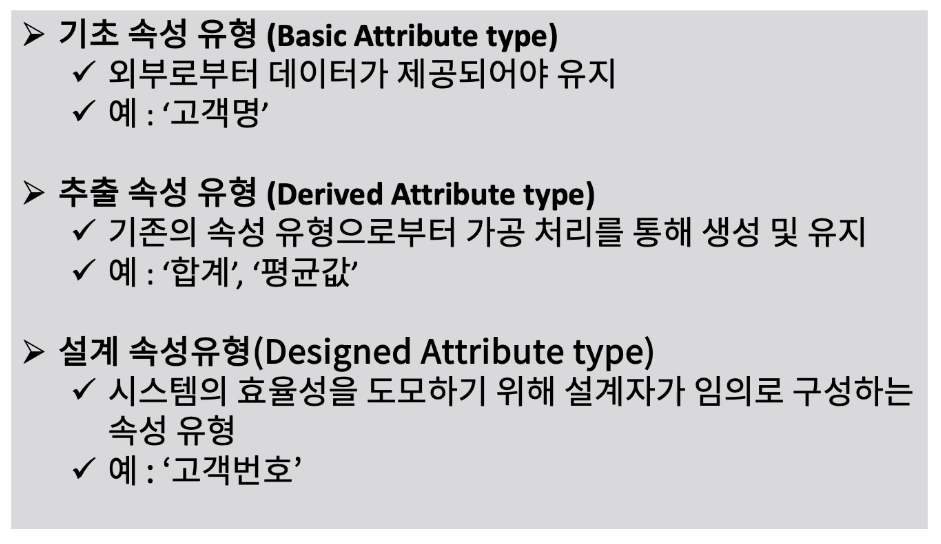 ➢ 기초 속성 유형 (Basic Attribute type)
✓ 외부로부터 데이터가 제공되어야 유지
✓ 예 : ‘고객명’
➢ 추출 속성 유형 (Derived Attribute type)
✓ 기존의 속성 유형으로부터 가공 처리를 통해 생성 및 유지
✓ 예 : ‘합계’, ‘평균값’
➢ 설계 속성유형(Designed Attribute type)
✓ 시스템의 효율성을 도모하기 위해 설계자가 임의로 구성하는
속성 유형
✓ 예 : ‘고객번호’